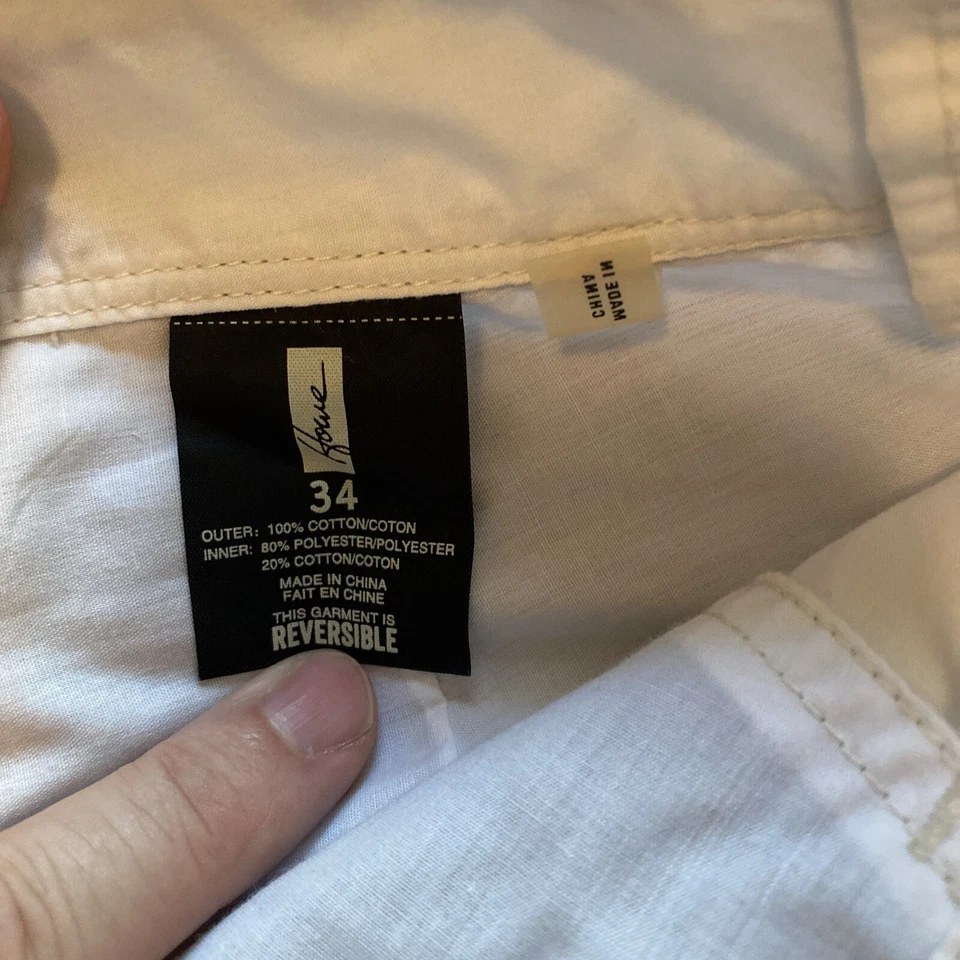 Howe
34
OUTER: 100% COTTON/COTON
INNER: 80% POLYESTER/POLYESTER
20% COTTON/COTON
MADE IN CHINA
FAIT EN CHINE
THIS GARMENT IS
REVERSIBLE
MADE IN
CHINA